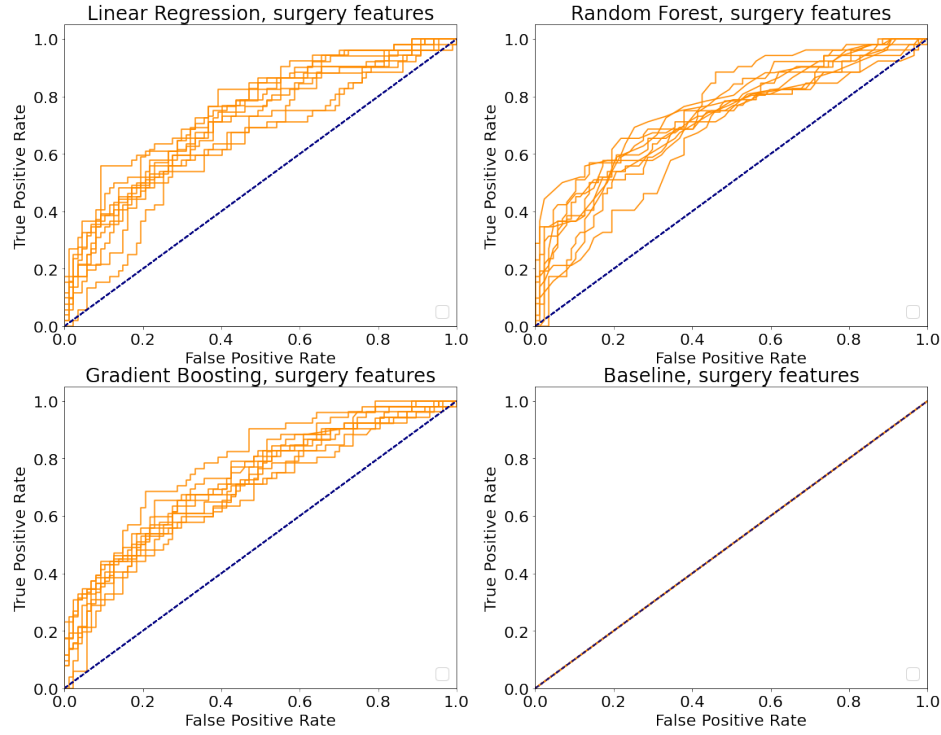 Linear Regression, surgery features
1.0
0.8
0.6
0.4
0.2
0.0
True Positive Rate
0.0 0.2 0.4 0.6 0.8 1.0
False Positive Rate
Random Forest, surgery features
1.0
0.8
0.6
0.4
0.2
0.0
True Positive Rate
0.0 0.2 0.4 0.6 0.8 1.0
False Positive Rate
Gradient Boosting, surgery features
1.0
0.8
0.6
0.4
0.2
0.0
True Positive Rate
0.0 0.2 0.4 0.6 0.8 1.0
False Positive Rate
Baseline, surgery features
1.0
0.8
0.6
0.4
0.2
0.0
True Positive Rate
0.0 0.2 0.4 0.6 0.8 1.0
False Positive Rate